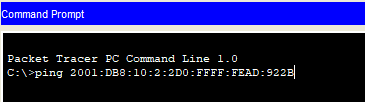 Command Prompt
Packet Tracer PC Command Line 1.0
C:\>ping 2001:DB8:10:2:2D0:FFFF:FEAD:922B